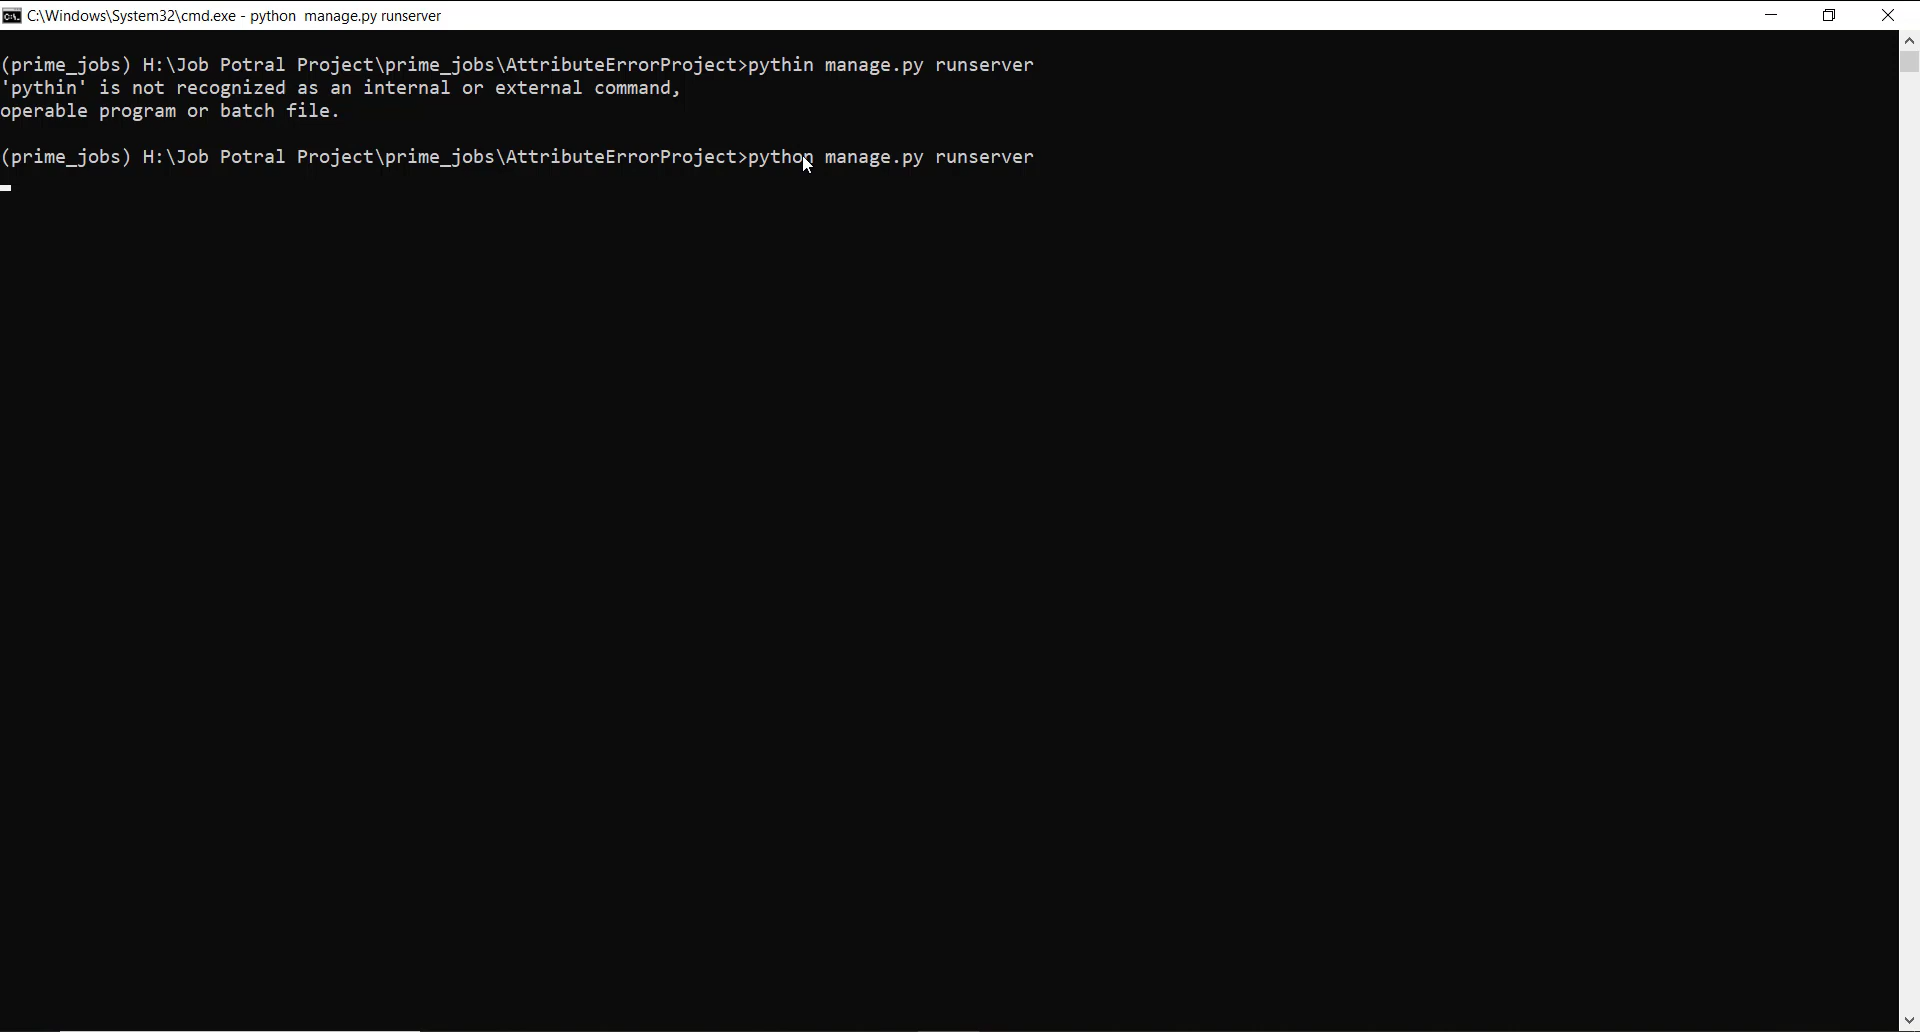 C:\Windows\System32\cmd.exe - python  manage.py runserver
(prime_jobs) H:\Job Potral Project\prime_jobs\AttributeErrorProject>pythin manage.py runserver
'pythin' is not recognized as an internal or external command,
operable program or batch file.
(prime_jobs) H:\Job Potral Project\prime_jobs\AttributeErrorProject>python manage.py runserver